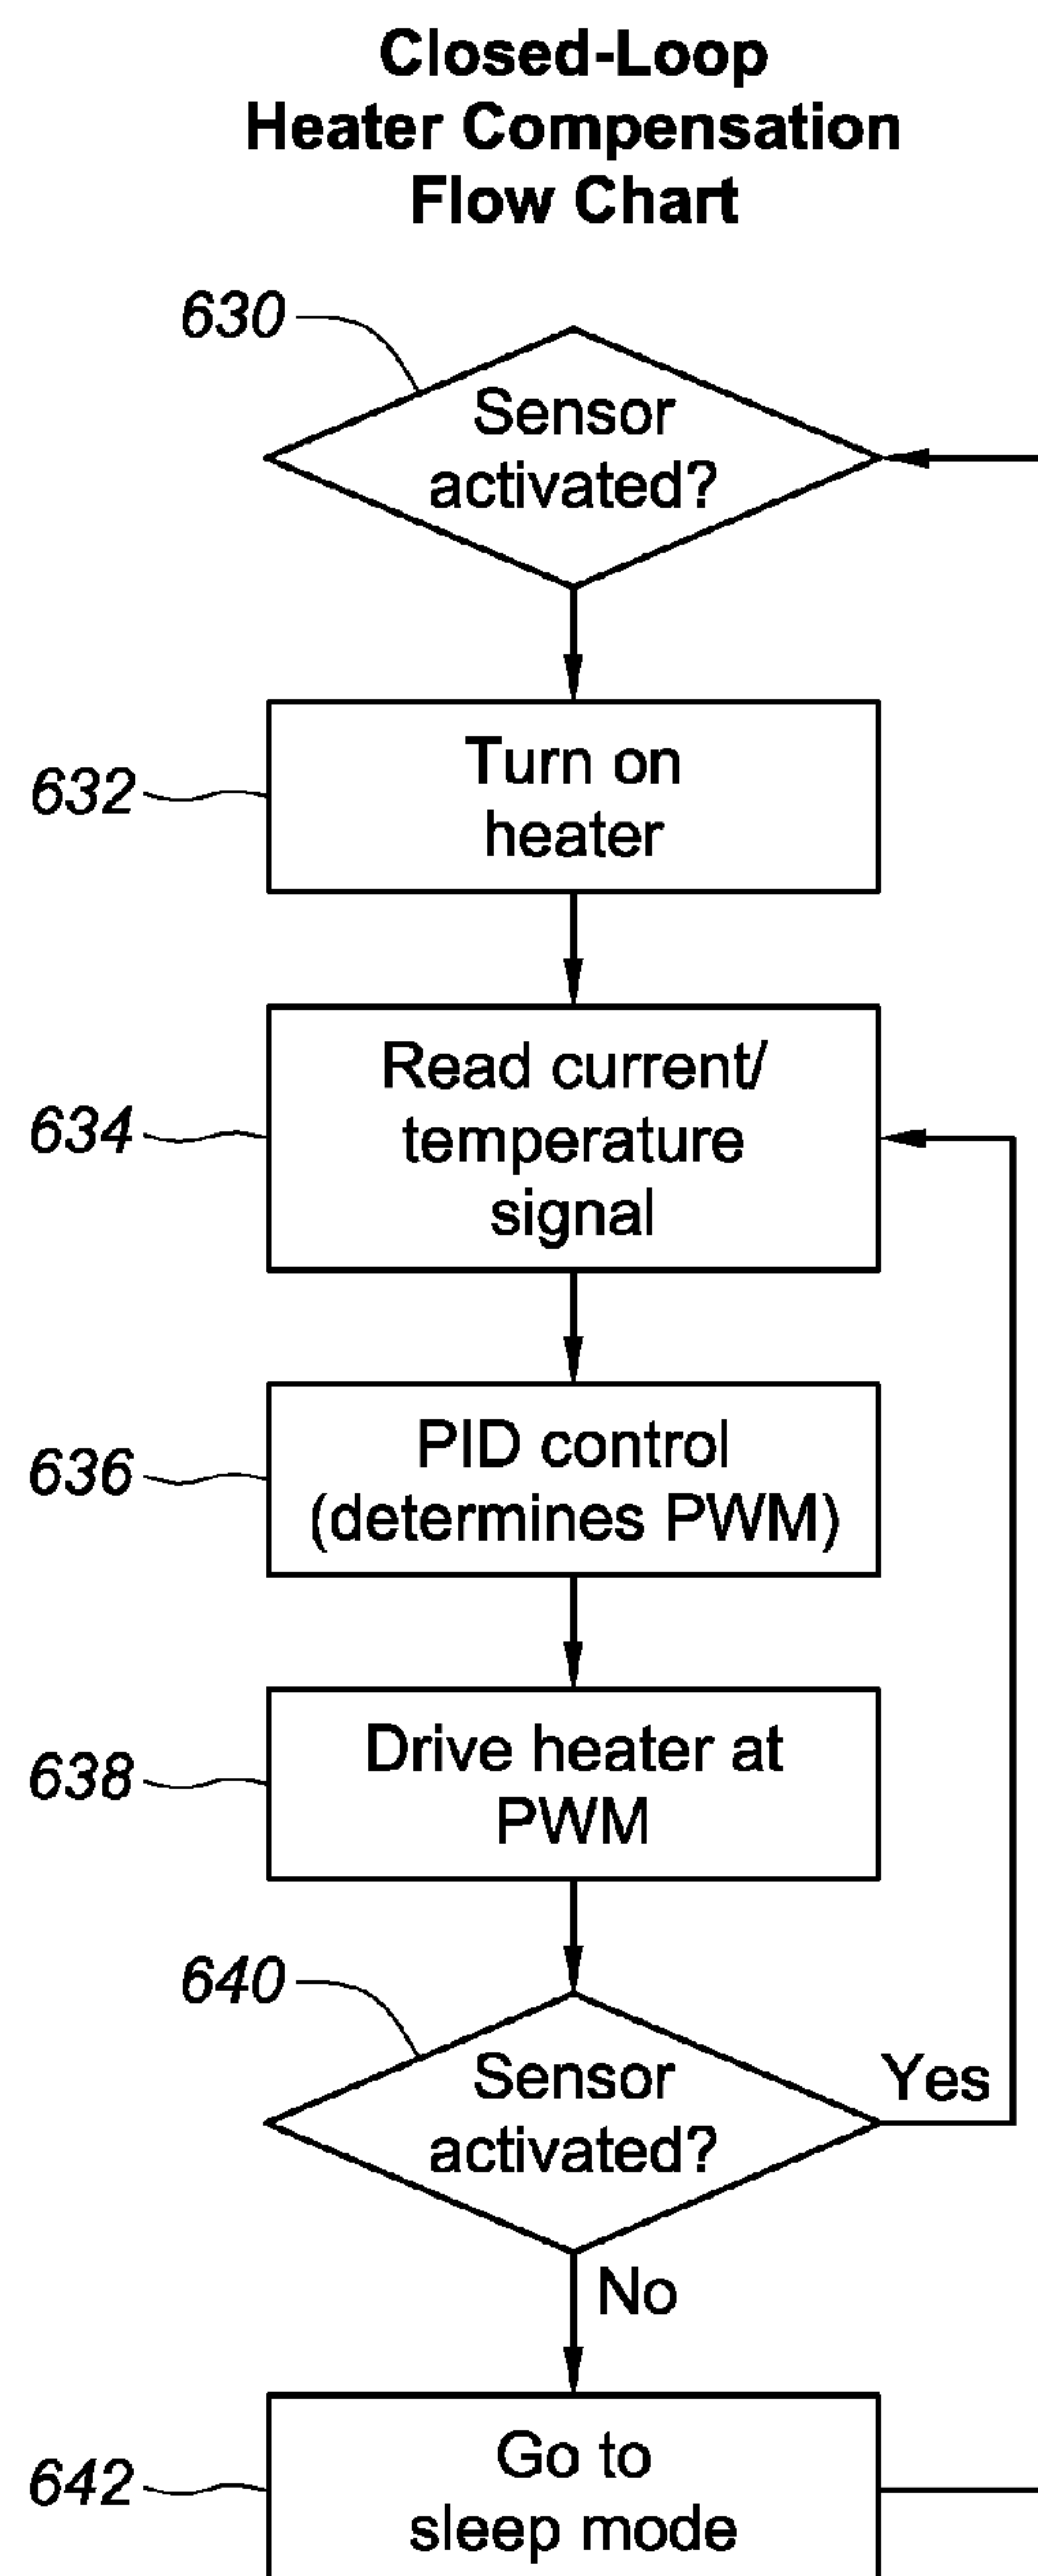 Closed-Loop
Heater Compensation
Flow Chart
630
Sensor
activated?
632
Turn on
heater
634
Read current/
temperature
signal
636
PID control
(determines PWM)
638
Drive heater at
PWM
640
Sensor
activated?
Yes
No
642
Go to
sleep mode